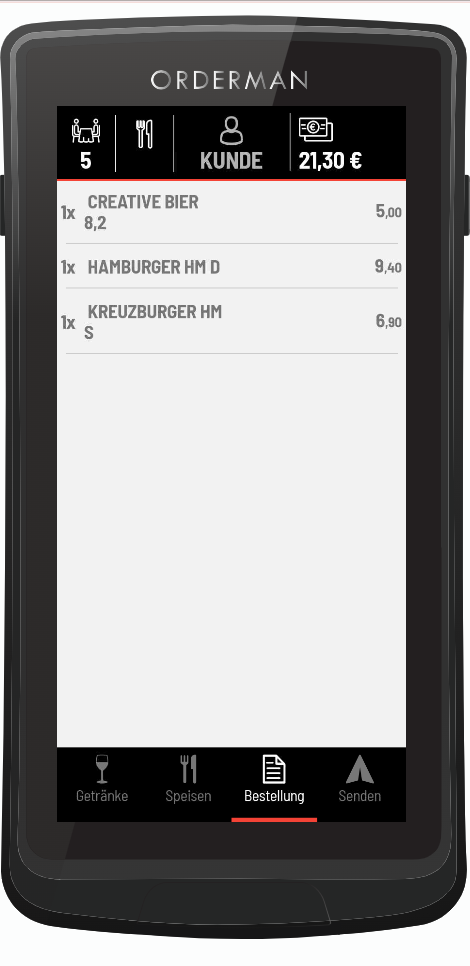 ORDERMAN
5
KUNDE
21,30 €
1x CREATIVE BIER 8,2 5,00
1x HAMBURGER HM D 9,40
1x KREUZBURGER HM S 6,90
Getränke Speisen Bestellung Senden